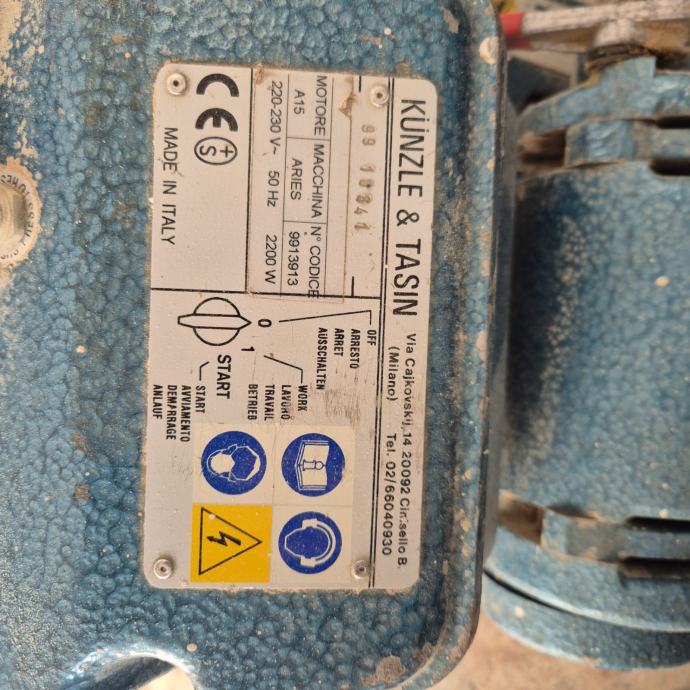 KÜNZLE & TASIN
Via Cajkovskij, 14 20092 Cinisello B.
(Milano) Tel. 02/66040930
MOTORE MACCHINA N° CODICE
A15 ARIES 9913913
220-230 V~ 50 Hz 2200 W
CE +S
MADE IN ITALY
OFF
ARRESTO
ARRET
AUSSCHALTEN
0
1
START
WORK
LAVORO
TRAVAIL
BETRIEB
START
AVVIAMENTO
DEMARRAGE
ANLAUF